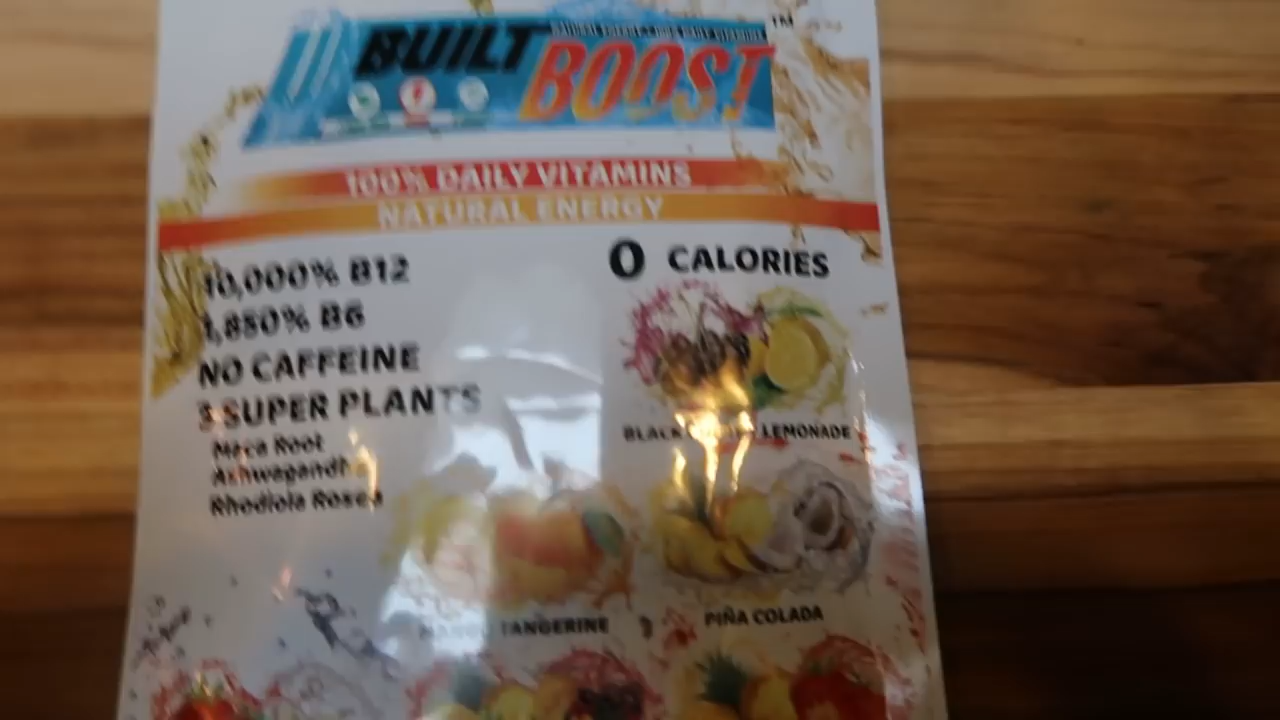 BUILT
BOOST
TM
100% DAILY VITAMINS
NATURAL ENERGY
10,000% B12
1,850% B6
NO CAFFEINE
3 SUPER PLANTS
Maca Root
Ashwagandha
Rhodiola Rosea
0 CALORIES
BLACK LEMONADE
TANGERINE
PIÑA COLADA